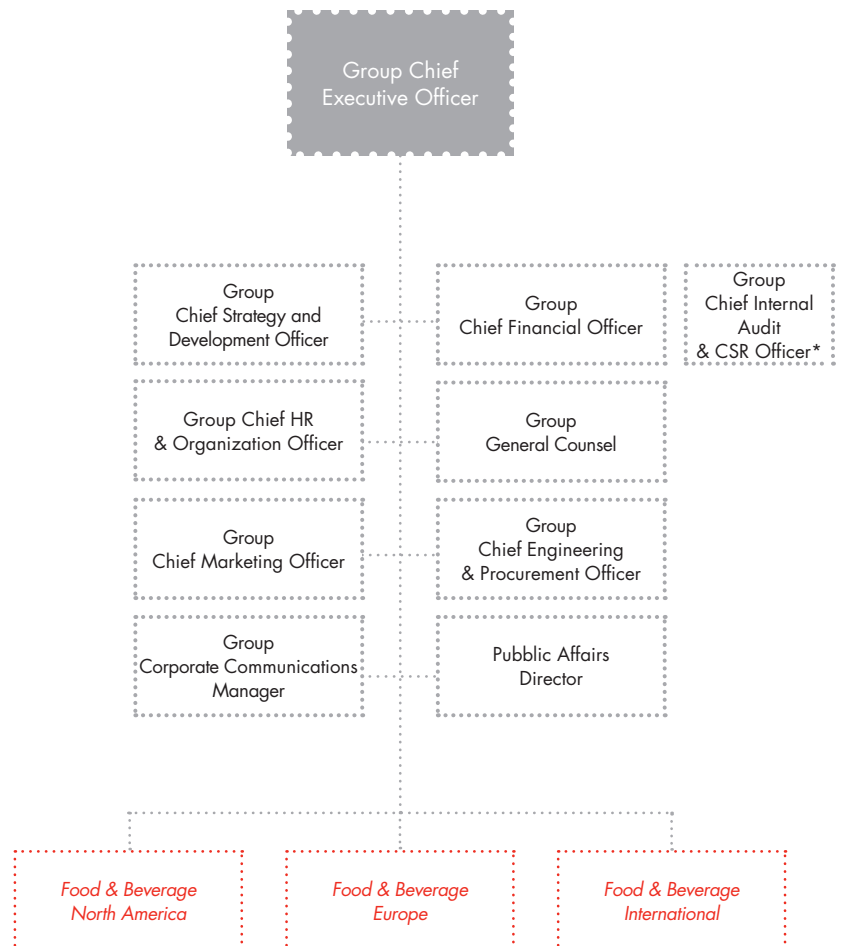 Group Chief
Executive Officer
Group
Chief Strategy and
Development Officer
Group
Chief Financial Officer
Group
Chief Internal
Audit
& CSR Officer*
Group Chief HR
& Organization Officer
Group
General Counsel
Group
Chief Marketing Officer
Group
Chief Engineering
& Procurement Officer
Group
Corporate Communications
Manager
Pubblic Affairs
Director
Food & Beverage
North America
Food & Beverage
Europe
Food & Beverage
International